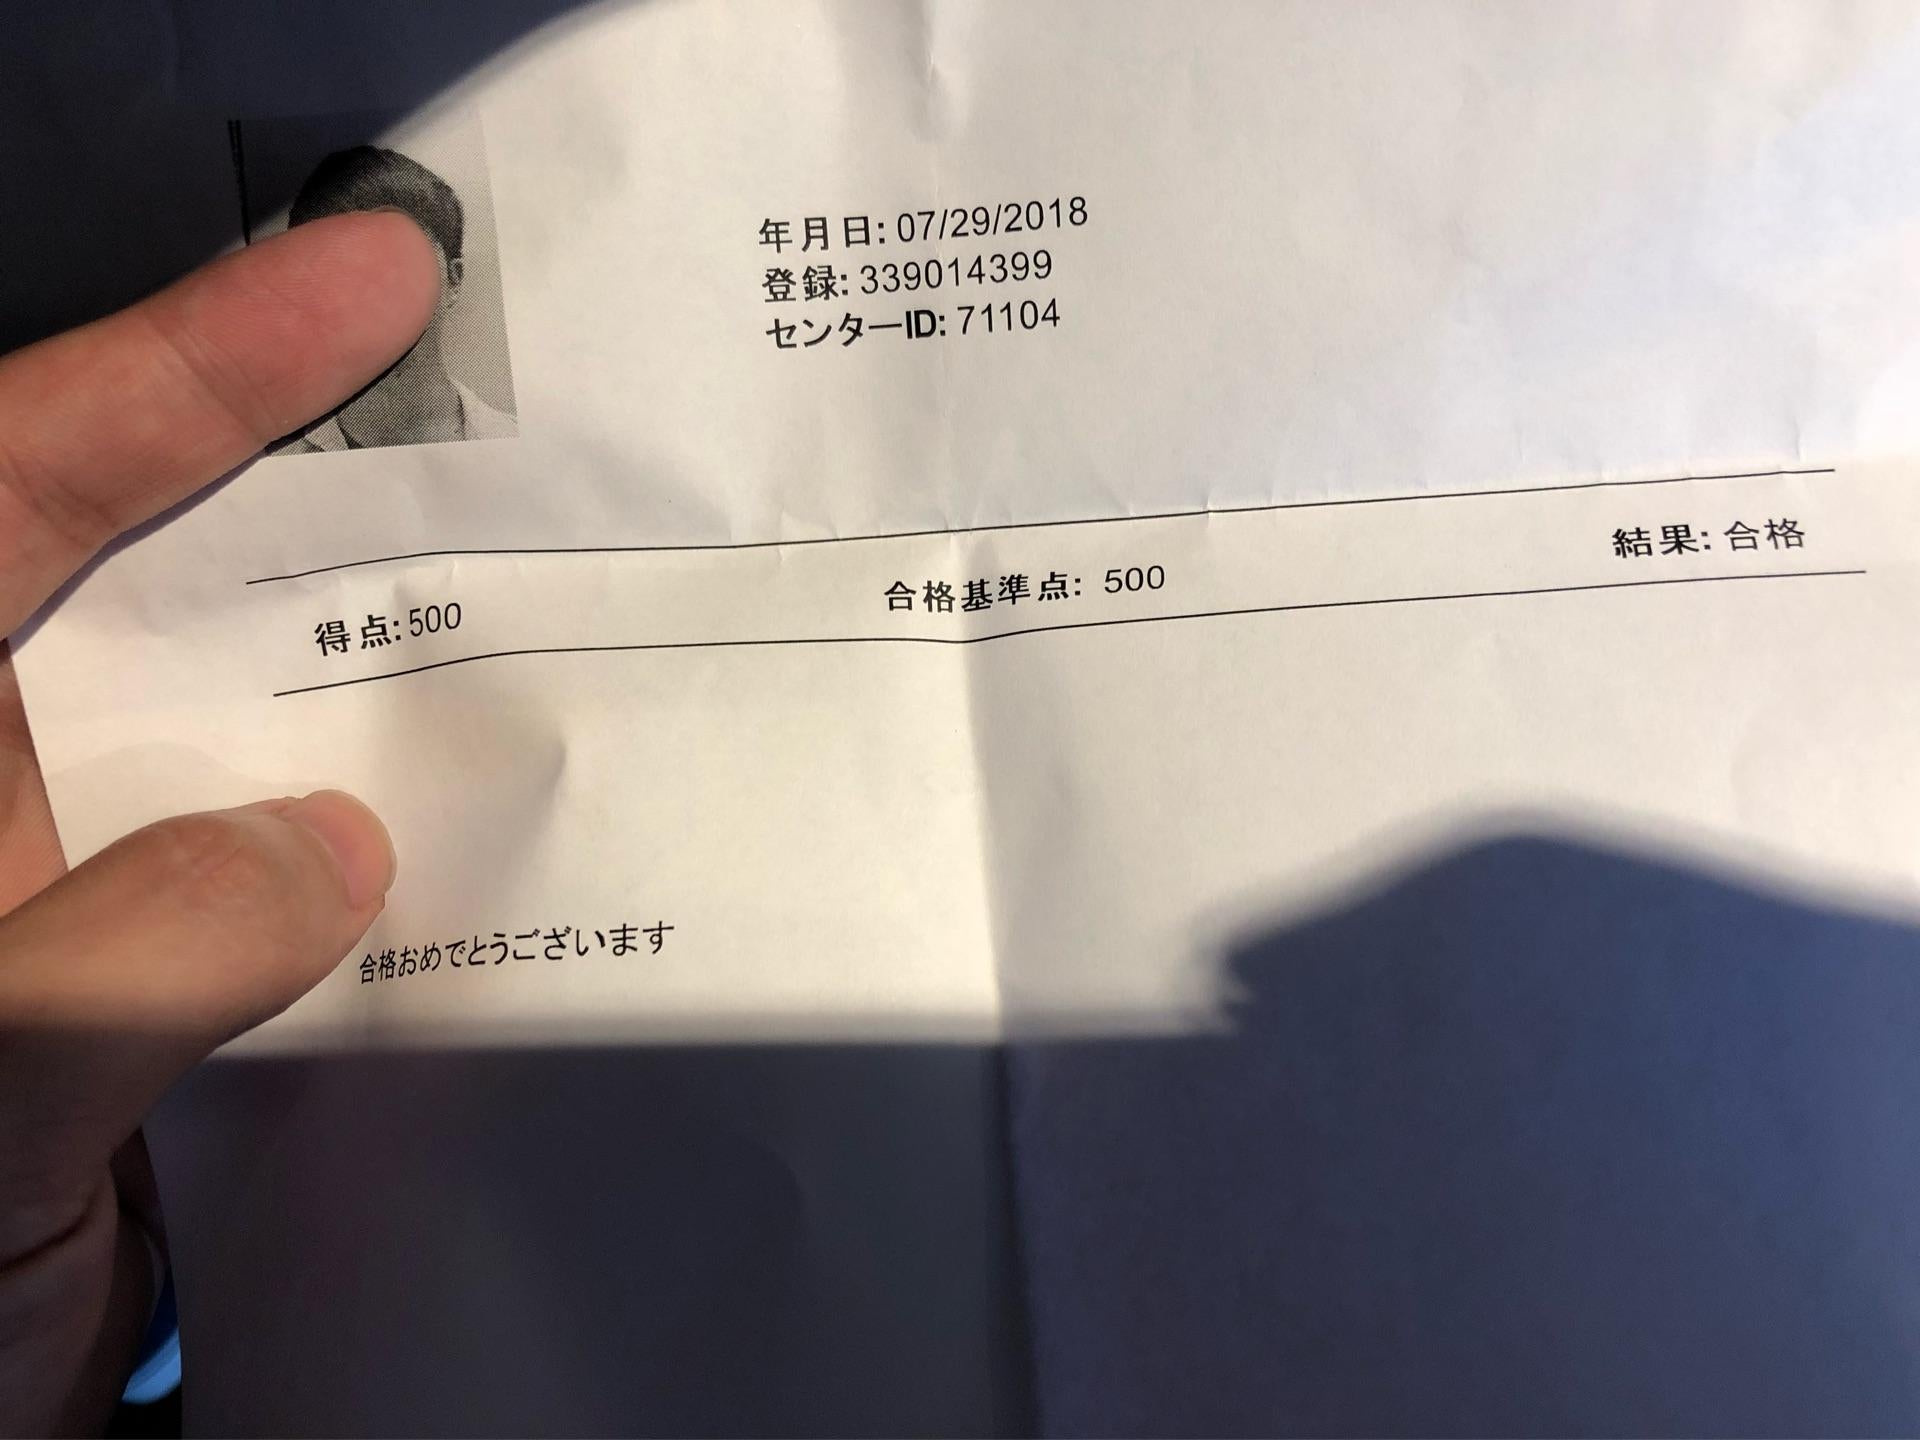 年月日: 07/29/2018
登録: 339014399
センターID: 71104
得点: 500 合格基準点: 500 結果: 合格
合格おめでとうございます